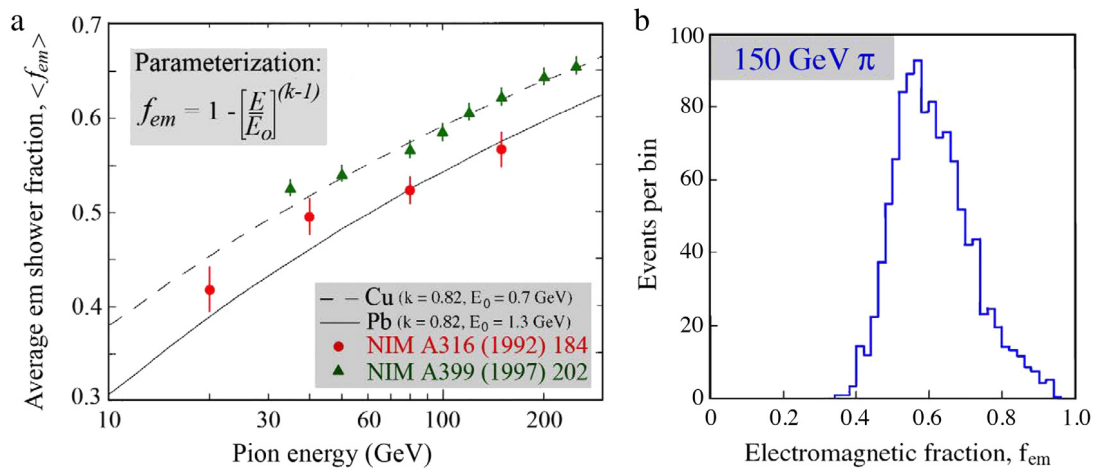 a
0.7
0.6
0.5
0.4
0.3
Average em shower fraction, <f_em>
Parameterization:
f_em = 1 - [E/E_o]^(k-1)
Cu (k = 0.82, E_0 = 0.7 GeV)
Pb (k = 0.82, E_0 = 1.3 GeV)
NIM A316 (1992) 184
NIM A399 (1997) 202
10 30 60 100 200
Pion energy (GeV)
b
150 GeV π
100
80
60
40
20
0
Events per bin
0 0.2 0.4 0.6 0.8 1.0
Electromagnetic fraction, f_em